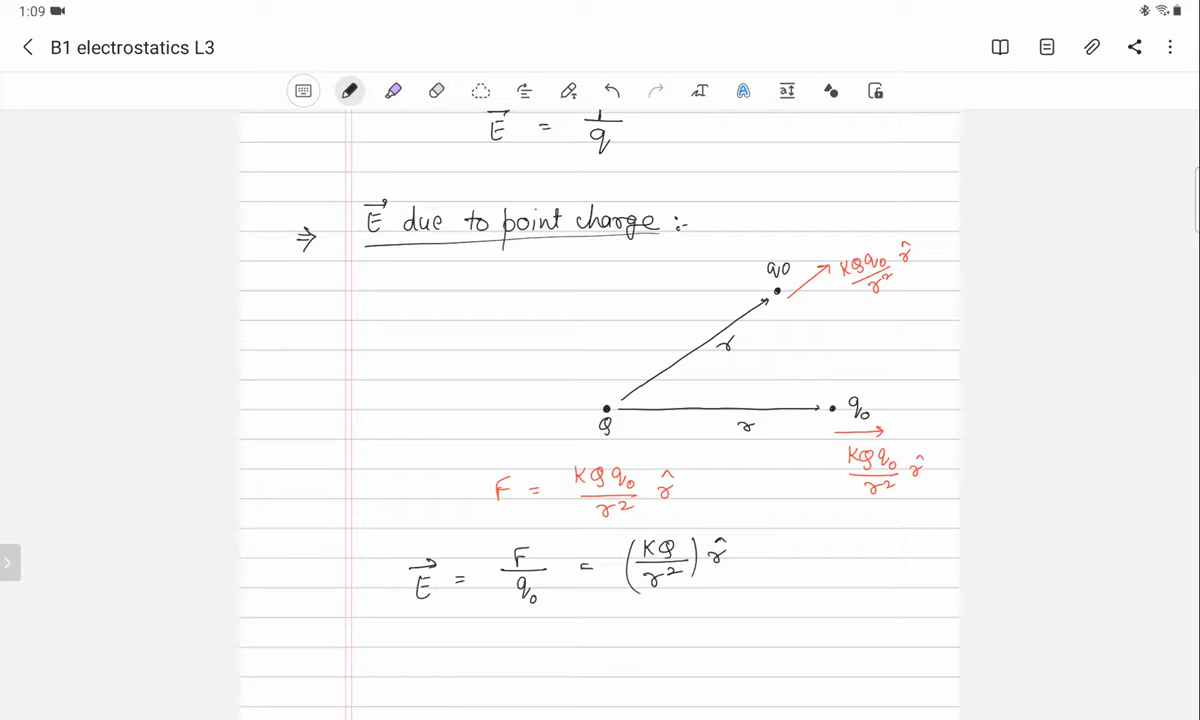 1:09
B1 electrostatics L3
E⃗ = 1/q
⇒ E⃗ due to point charge :-
q0
KQq₀/r² r̂
r
Q
r
q₀
KQq₀/r² r̂
F = KQq₀/r² r̂
E⃗ = F/q₀ = (KQ/r²) r̂